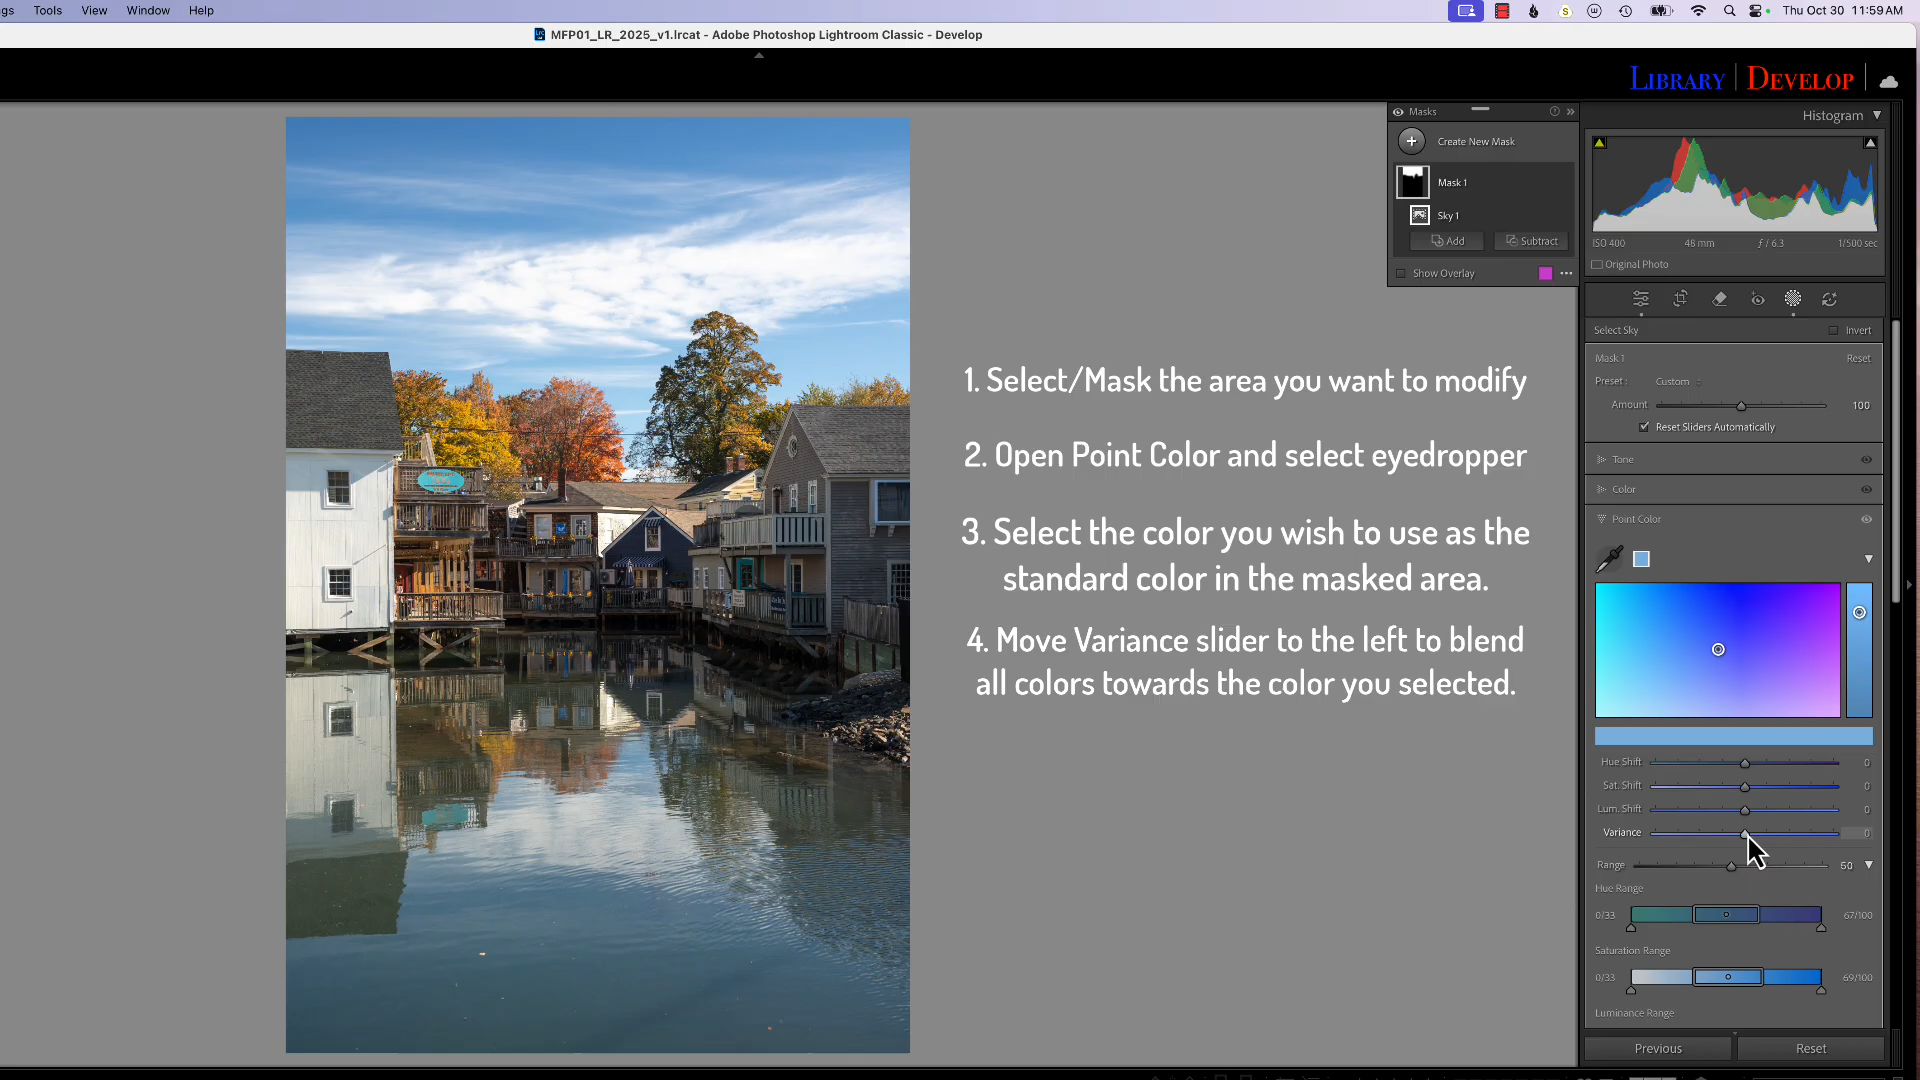 gs Tools View Window Help
Thu Oct 30 11:59 AM
MFP01_LR_2025_v1.lrcat - Adobe Photoshop Lightroom Classic - Develop
LIBRARY | DEVELOP
Masks
Create New Mask
Mask 1
Sky 1
Add Subtract
Show Overlay
Histogram
ISO 400 48 mm ƒ / 6.3 1/500 sec
Original Photo
Select Sky Invert
Mask 1 Reset
Preset : Custom
Amount 100
Reset Sliders Automatically
Tone
Color
Point Color
Hue Shift 0
Sat. Shift 0
Lum. Shift 0
Variance 0
Range 50
Hue Range
0/33 67/100
Saturation Range
0/33 69/100
Luminance Range
Previous Reset
1. Select/Mask the area you want to modify
2. Open Point Color and select eyedropper
3. Select the color you wish to use as the
standard color in the masked area.
4. Move Variance slider to the left to blend
all colors towards the color you selected.